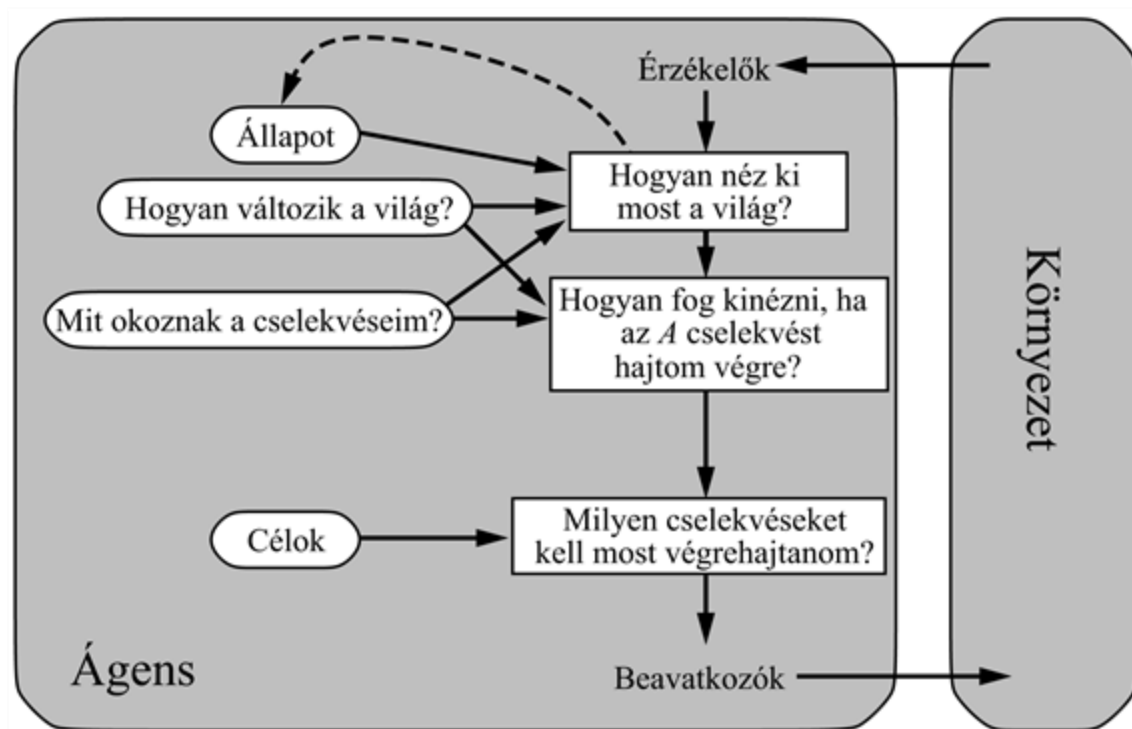 Érzékelők
Állapot
Hogyan néz ki
most a világ?
Hogyan változik a világ?
Mit okoznak a cselekvéseim?
Hogyan fog kinézni, ha
az A cselekvést
hajtom végre?
Környezet
Célok
Milyen cselekvéseket
kell most végrehajtanom?
Ágens
Beavatkozók